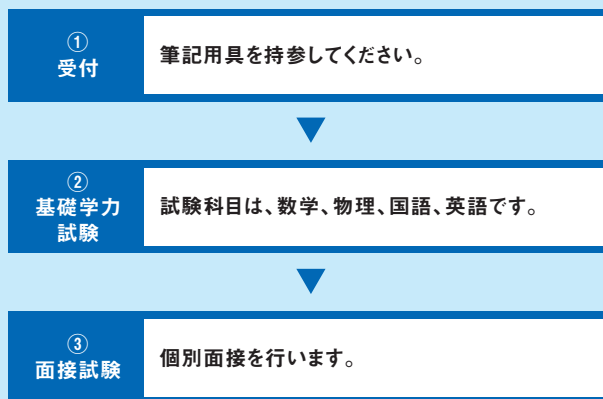 ①
受付
筆記用具を持参してください。
②
基礎学力
試験
試験科目は、数学、物理、国語、英語です。
③
面接試験
個別面接を行います。